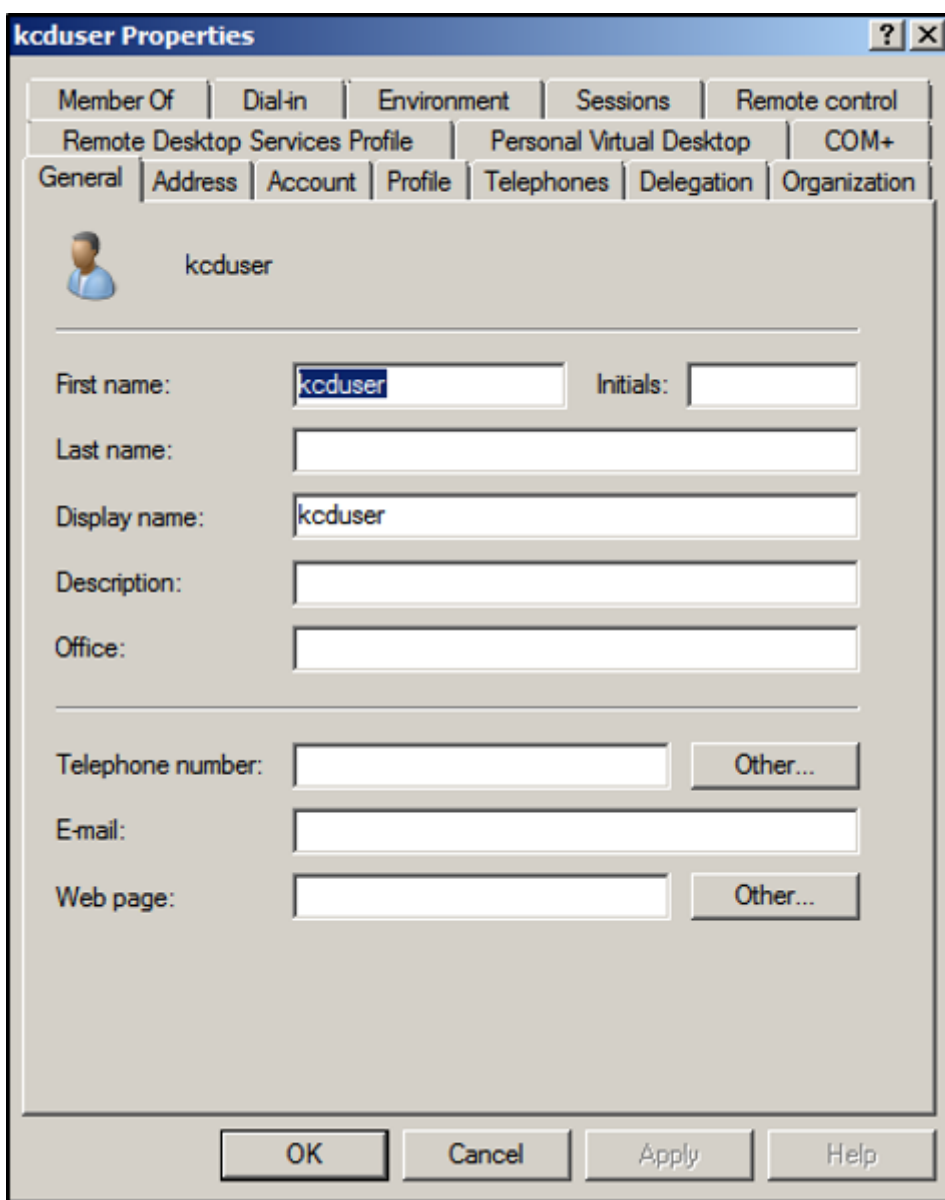 kcduser Properties
Member Of Dial-in Environment Sessions Remote control
Remote Desktop Services Profile Personal Virtual Desktop COM+
General Address Account Profile Telephones Delegation Organization
kcduser
First name: kcduser Initials:
Last name:
Display name: kcduser
Description:
Office:
Telephone number: Other...
E-mail:
Web page: Other...
OK Cancel Apply Help